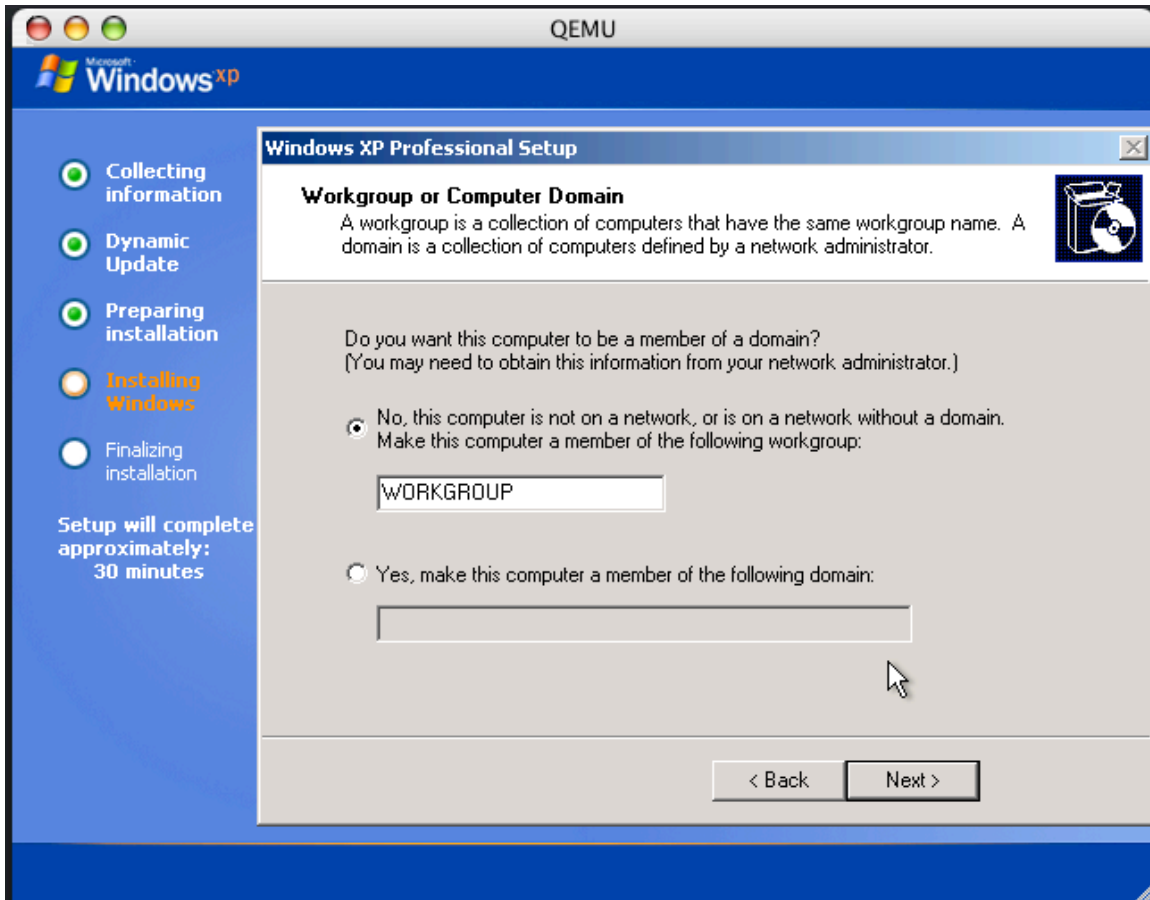 QEMU
Microsoft
Windows xp
Collecting
information
Dynamic
Update
Preparing
installation
Installing
Windows
Finalizing
installation
Setup will complete
approximately:
30 minutes
Windows XP Professional Setup
Workgroup or Computer Domain
A workgroup is a collection of computers that have the same workgroup name. A
domain is a collection of computers defined by a network administrator.
Do you want this computer to be a member of a domain?
(You may need to obtain this information from your network administrator.)
No, this computer is not on a network, or is on a network without a domain.
Make this computer a member of the following workgroup:
WORKGROUP
Yes, make this computer a member of the following domain:
< Back
Next >